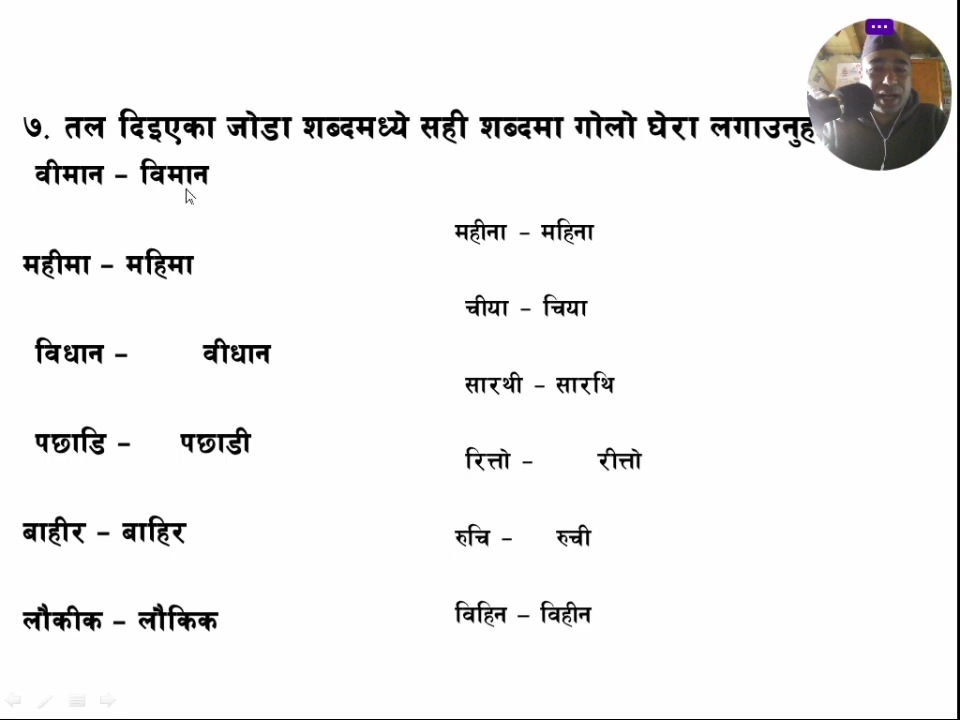 ७. तल दिइएका जोडा शब्दमध्ये सही शब्दमा गोलो घेरा लगाउनुह
वीमान – विमान
महीमा – महिमा
विधान – वीधान
पछाडि – पछाडी
बाहीर – बाहिर
लौकीक – लौकिक
महीना – महिना
चीया – चिया
सारथी – सारथि
रित्तो – रीत्तो
रुचि – रुची
विहिन – विहीन